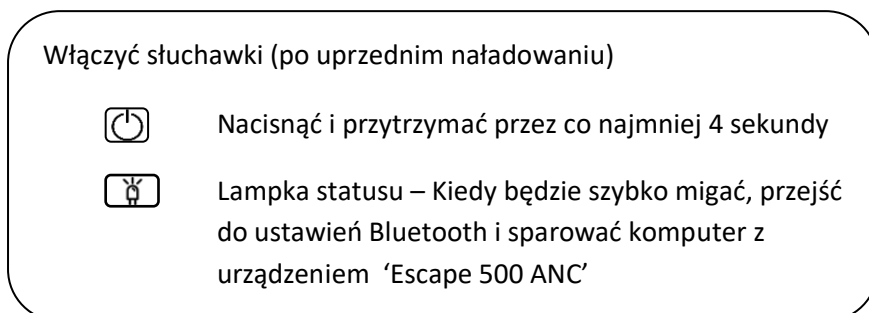 Włączyć słuchawki (po uprzednim naładowaniu)
Nacisnąć i przytrzymać przez co najmniej 4 sekundy
Lampka statusu – Kiedy będzie szybko migać, przejść
do ustawień Bluetooth i sparować komputer z
urządzeniem ‘Escape 500 ANC’